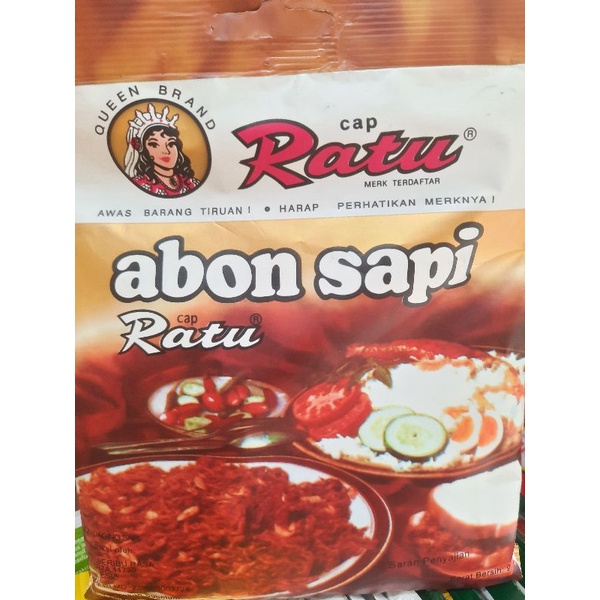 QUEEN BRAND
cap
Ratu®
MERK TERDAFTAR
AWAS BARANG TIRUAN! • HARAP PERHATIKAN MERKNYA!
abon sapi
cap
Ratu®
Saran Penyajian